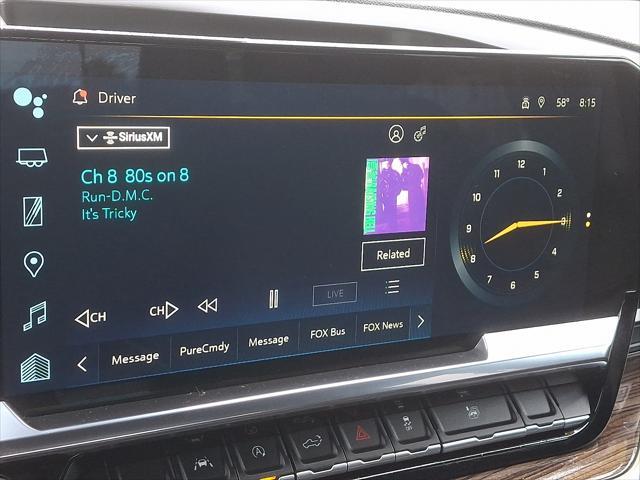 Driver
58° 8:15
SiriusXM
Ch 8 80s on 8
Run-D.M.C.
It's Tricky
Related
CH
CH
LIVE
Message
PureCmdy
Message
FOX Bus
FOX News
12
1
2
3
4
5
6
7
8
9
10
11